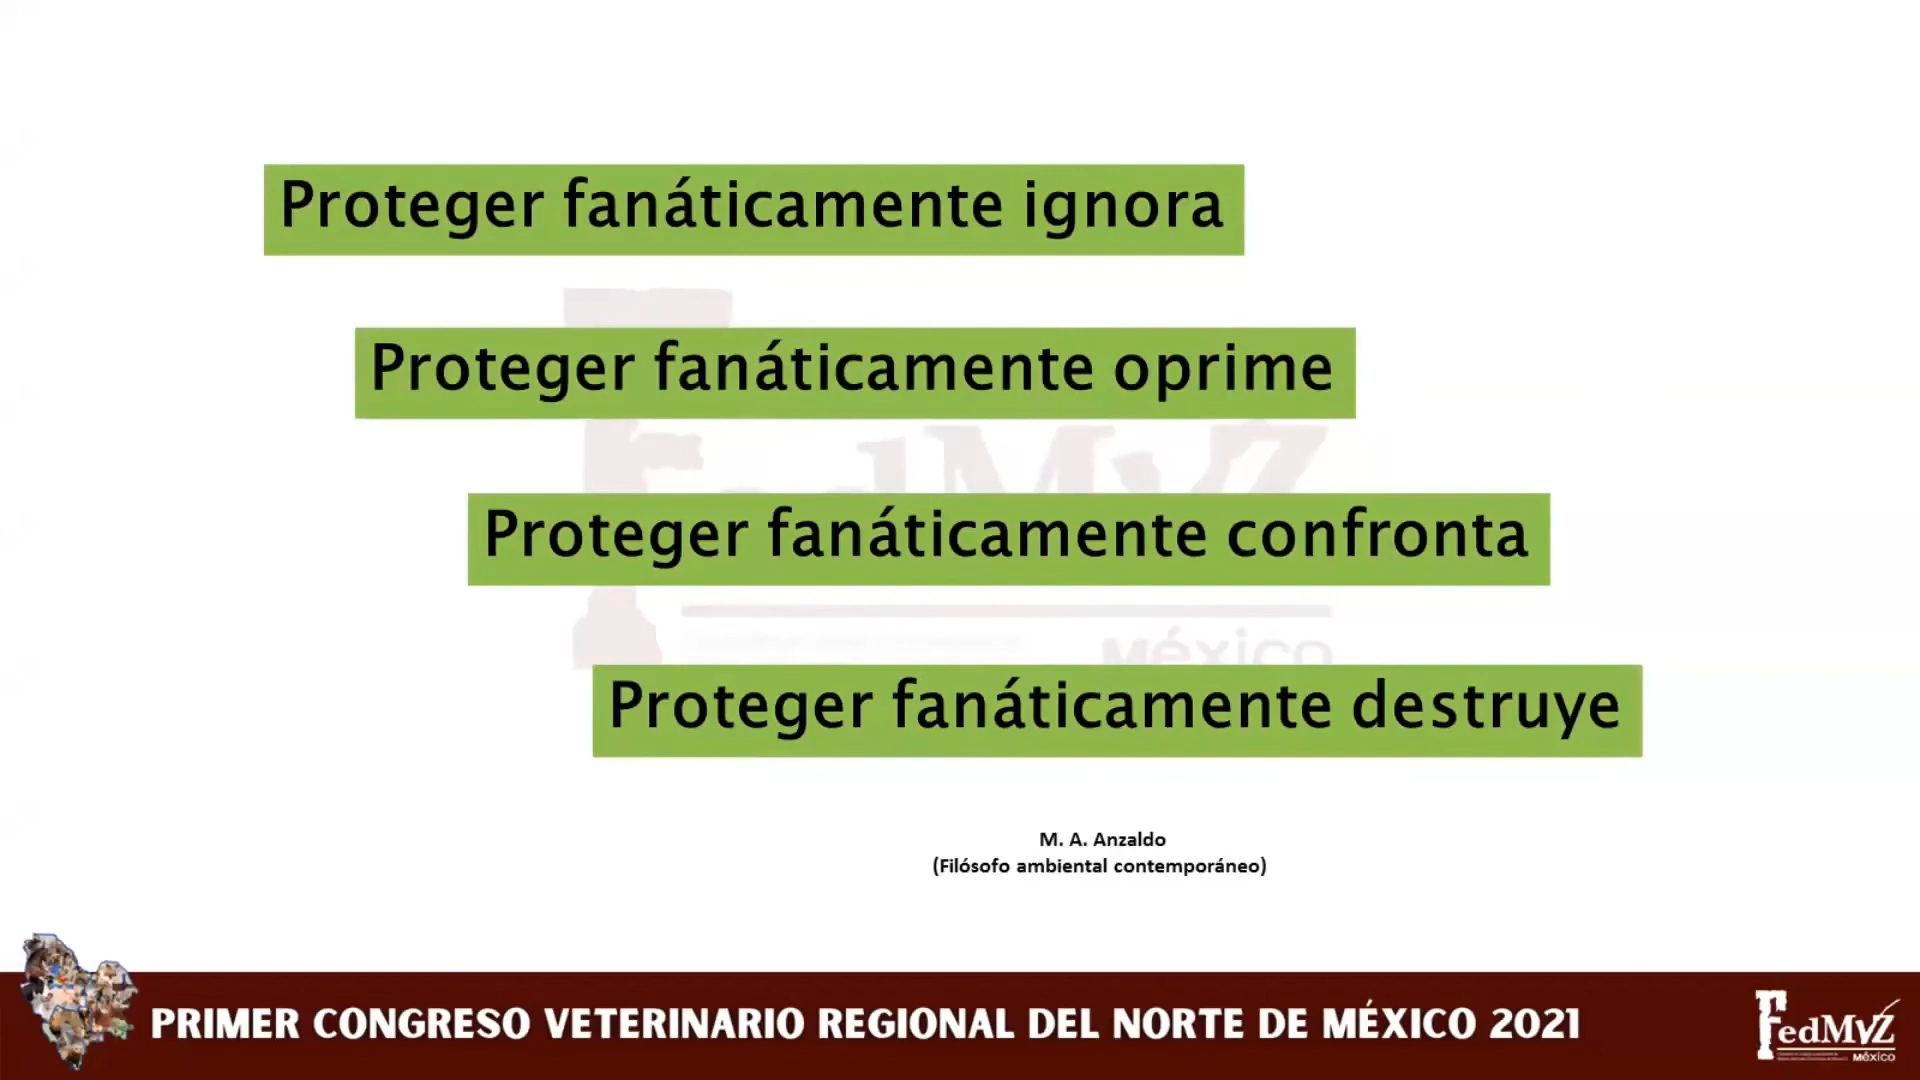 Proteger fanáticamente ignora
Proteger fanáticamente oprime
Proteger fanáticamente confronta
Proteger fanáticamente destruye
M. A. Anzaldo
(Filósofo ambiental contemporáneo)
PRIMER CONGRESO VETERINARIO REGIONAL DEL NORTE DE MÉXICO 2021
FedMVZ
México